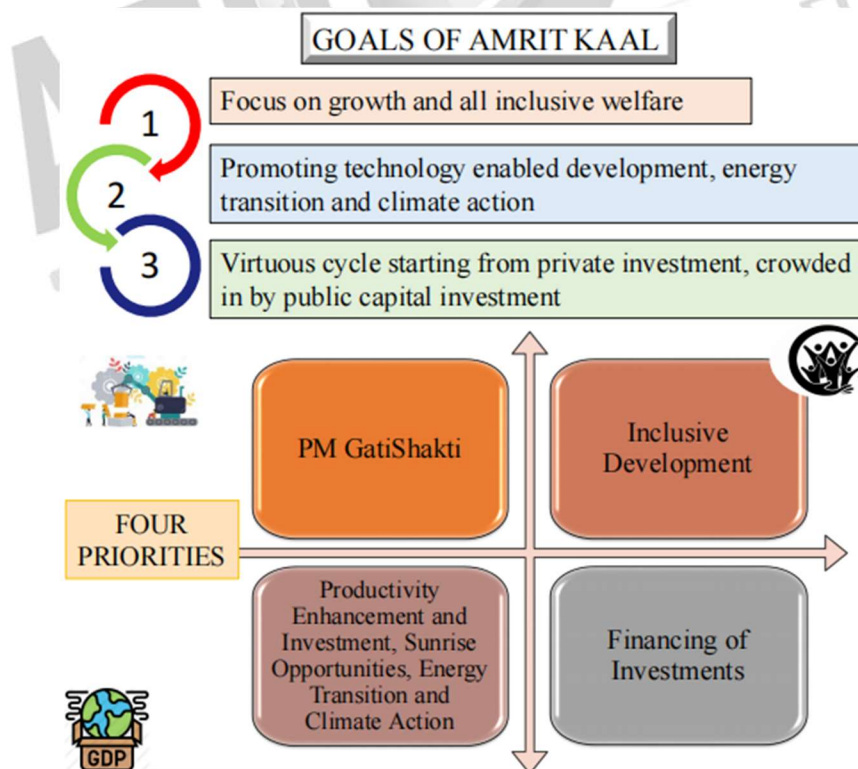 GOALS OF AMRIT KAAL
1
Focus on growth and all inclusive welfare
2
Promoting technology enabled development, energy
transition and climate action
3
Virtuous cycle starting from private investment, crowded
in by public capital investment
PM GatiShakti
Inclusive
Development
FOUR
PRIORITIES
Productivity
Enhancement and
Investment, Sunrise
Opportunities, Energy
Transition and
Climate Action
Financing of
Investments
GDP